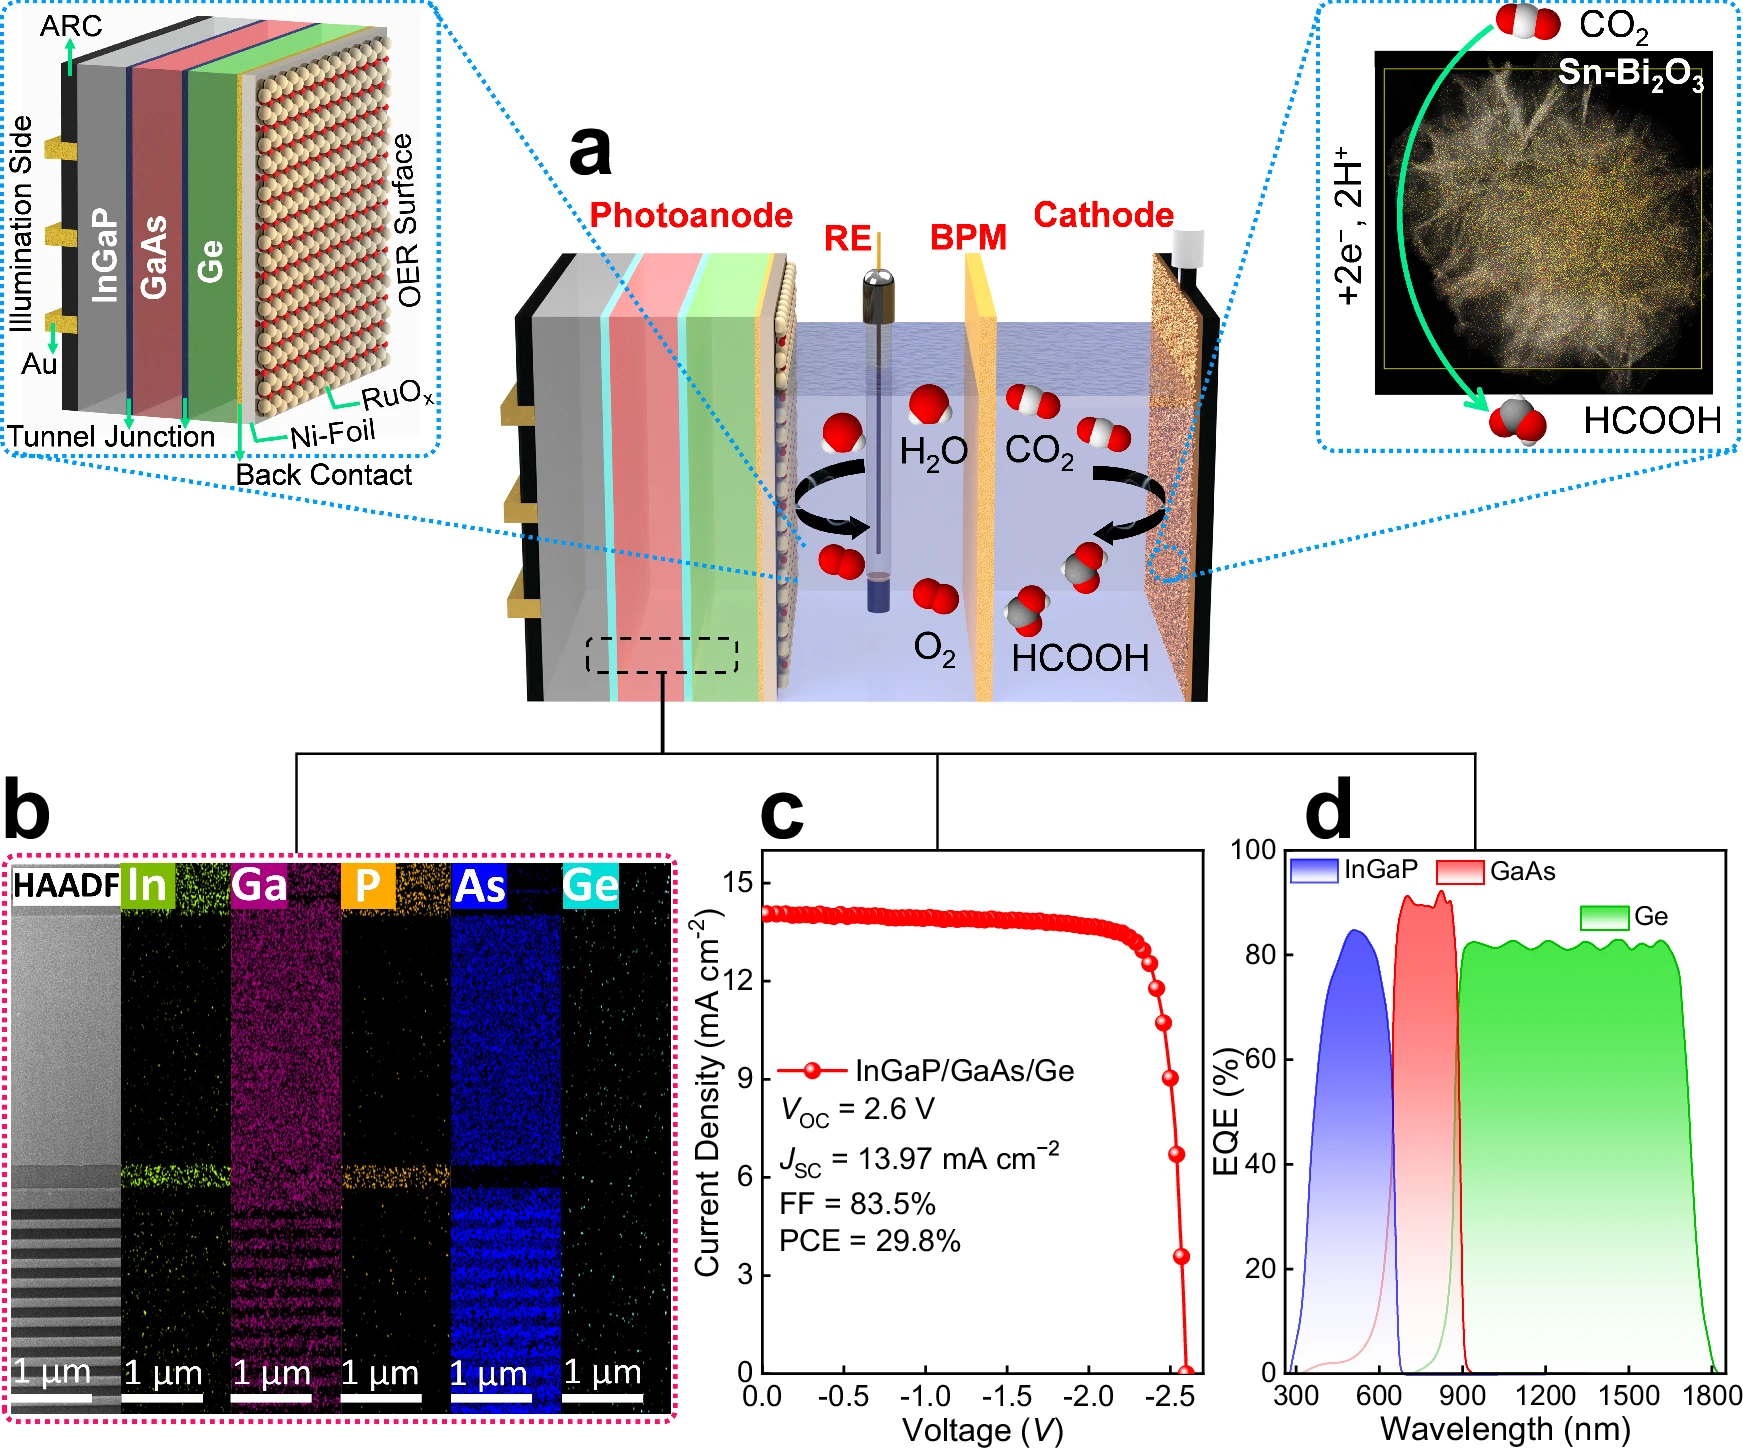 ARC
Illumination Side
InGaP
GaAs
Ge
OER Surface
Au
RuOₓ
Tunnel Junction
Ni-Foil
Back Contact
a
Photoanode
RE
BPM
Cathode
H₂O
CO₂
O₂
HCOOH
CO₂
Sn-Bi₂O₃
+2e⁻, 2H⁺
HCOOH
b
HAADF
In
Ga
P
As
Ge
1 μm
1 μm
1 μm
1 μm
1 μm
1 μm
c
Current Density (mA cm⁻²)
15
12
9
6
3
0
InGaP/GaAs/Ge
V_OC = 2.6 V
J_SC = 13.97 mA cm⁻²
FF = 83.5%
PCE = 29.8%
0.0 -0.5 -1.0 -1.5 -2.0 -2.5
Voltage (V)
d
EQE (%)
100
80
60
40
20
0
InGaP
GaAs
Ge
300 600 900 1200 1500 1800
Wavelength (nm)